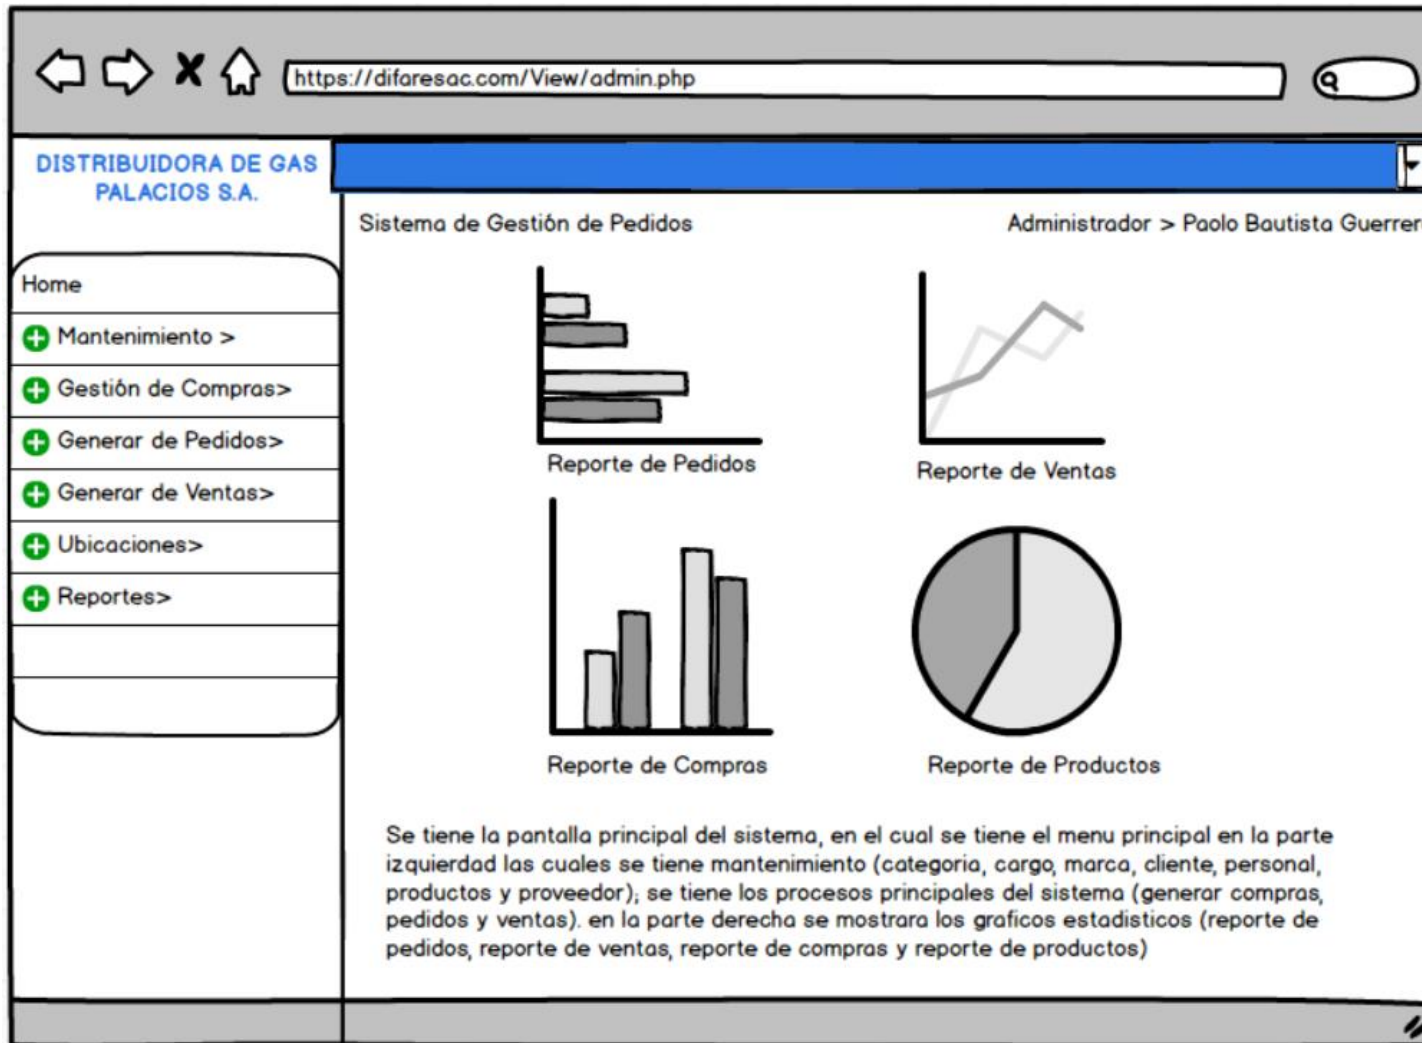 https://difaresac.com/View/admin.php
DISTRIBUIDORA DE GAS
PALACIOS S.A.
Sistema de Gestión de Pedidos
Administrador > Paolo Bautista Guerrero
Home
Mantenimiento >
Gestión de Compras>
Generar de Pedidos>
Generar de Ventas>
Ubicaciones>
Reportes>
Reporte de Pedidos
Reporte de Ventas
Reporte de Compras
Reporte de Productos
Se tiene la pantalla principal del sistema, en el cual se tiene el menu principal en la parte
izquierdad las cuales se tiene mantenimiento (categoria, cargo, marca, cliente, personal,
productos y proveedor); se tiene los procesos principales del sistema (generar compras,
pedidos y ventas). en la parte derecha se mostrara los graficos estadisticos (reporte de
pedidos, reporte de ventas, reporte de compras y reporte de productos)